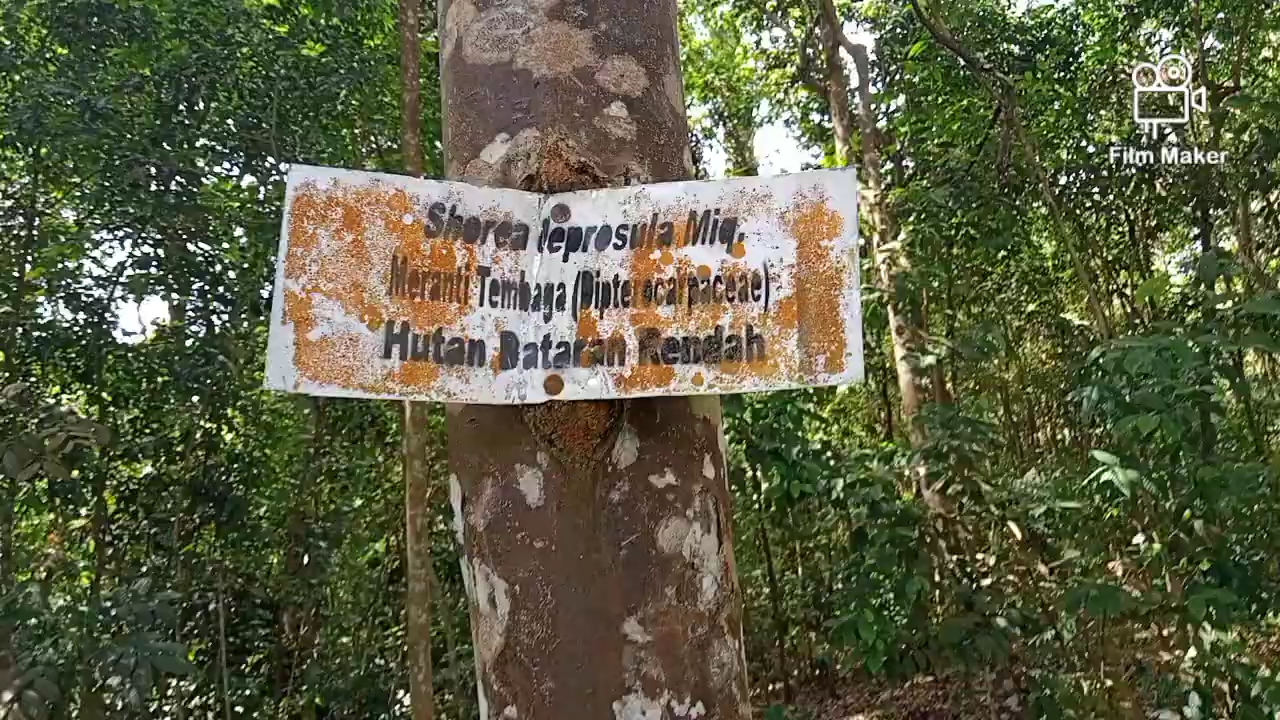 Film Maker
Shorea leprosula Miq.
Meranti Tembaga (Dipterocarpaceae)
Hutan Dataran Rendah